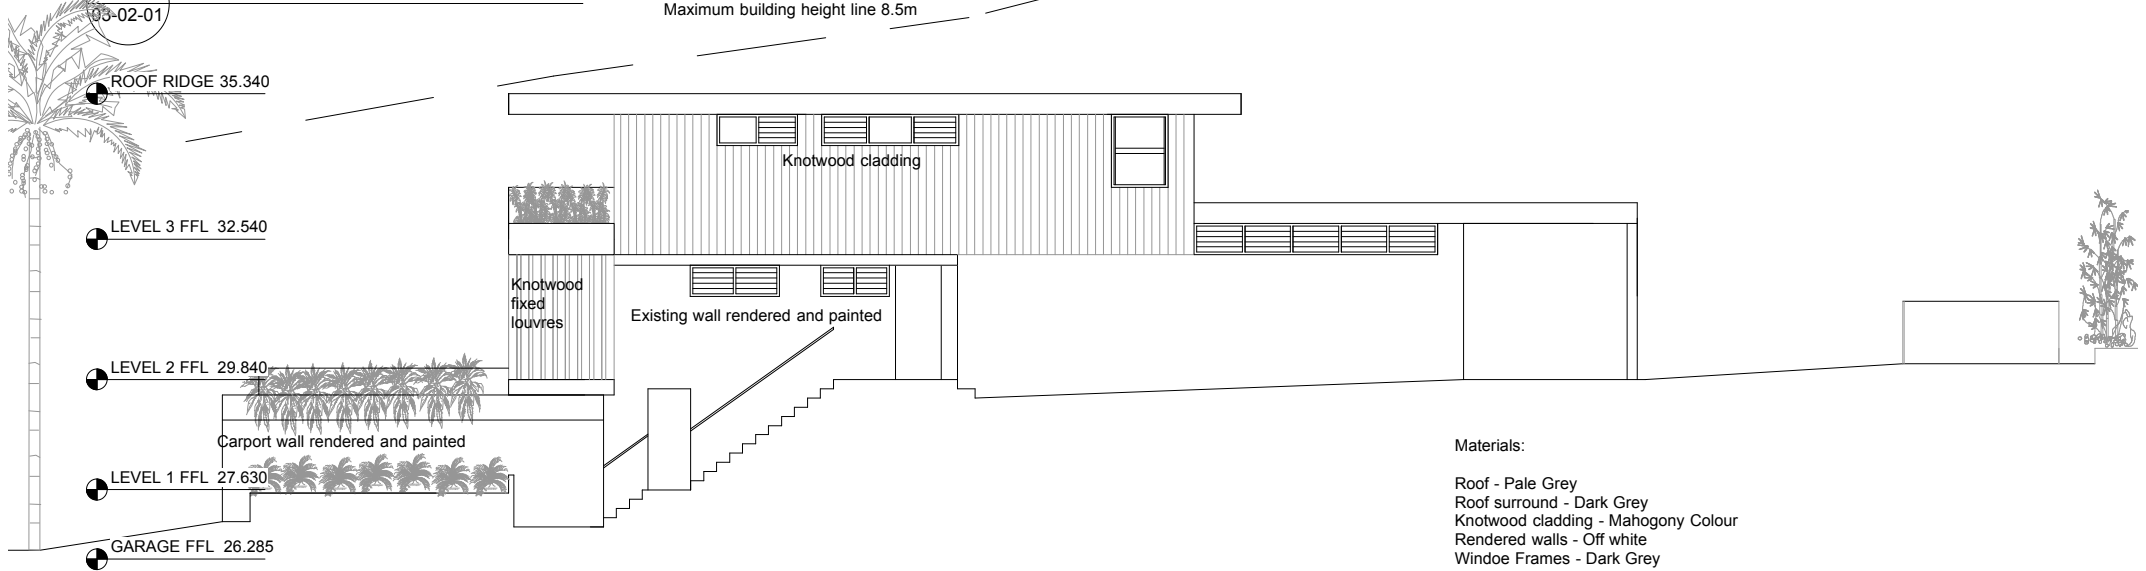 03-02-01
Maximum building height line 8.5m
ROOF RIDGE 35.340
Knotwood cladding
LEVEL 3 FFL 32.540
Knotwood
fixed
louvres
Existing wall rendered and painted
LEVEL 2 FFL 29.840
Carport wall rendered and painted
LEVEL 1 FFL 27.630
GARAGE FFL 26.285
Materials:
Roof - Pale Grey
Roof surround - Dark Grey
Knotwood cladding - Mahogony Colour
Rendered walls - Off white
Windoe Frames - Dark Grey